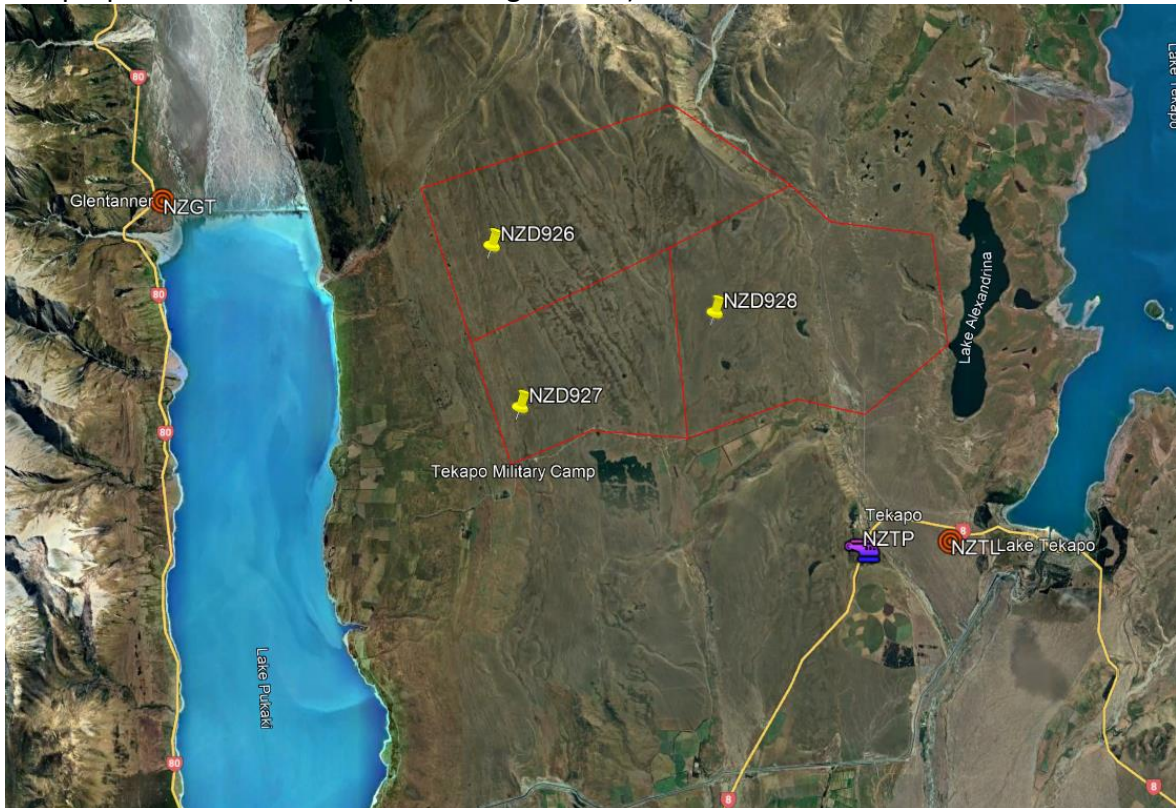 80
Lake Tekapo
80
Glentanner
NZGT
NZD926
80
NZD928
Lake Alexandrina
NZD927
80
Tekapo Military Camp
Tekapo
8
NZTP
NZTL
Lake Tekapo
Lake Pukaki
80
8
8